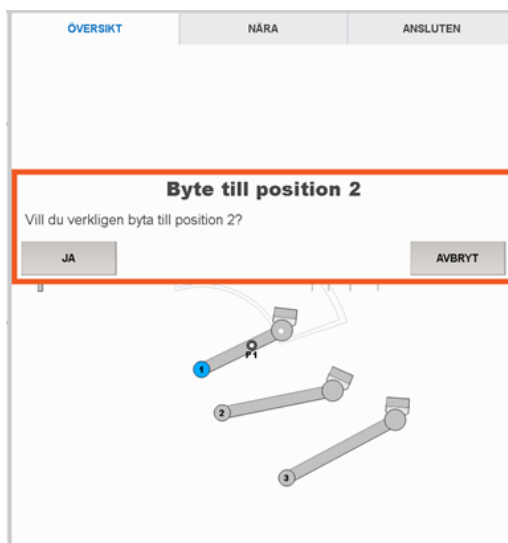 ÖVERSIKT NÄRA ANSLUTEN
Byte till position 2
Vill du verkligen byta till position 2?
JA AVBRYT
P1
1
2
3